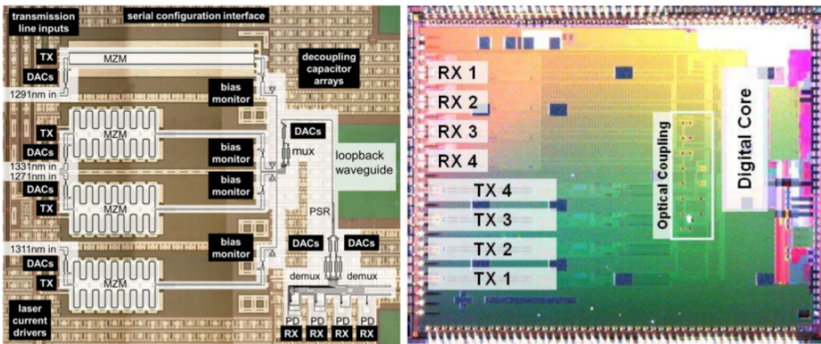 transmission
line inputs
serial configuration interface
TX
MZM
DACs
1291nm in
decoupling
capacitor
arrays
bias
monitor
TX
MZM
DACs
1331nm in
bias
monitor
DACs
mux
loopback
waveguide
1271nm in
DACs
TX
MZM
bias
monitor
PSR
1311nm in
DACs
TX
MZM
bias
monitor
DACs
DACs
demux
demux
laser
current
drivers
PD
PD
PD
PD
RX
RX
RX
RX
RX 1
RX 2
RX 3
RX 4
TX 4
TX 3
TX 2
TX 1
Optical Coupling
Digital Core